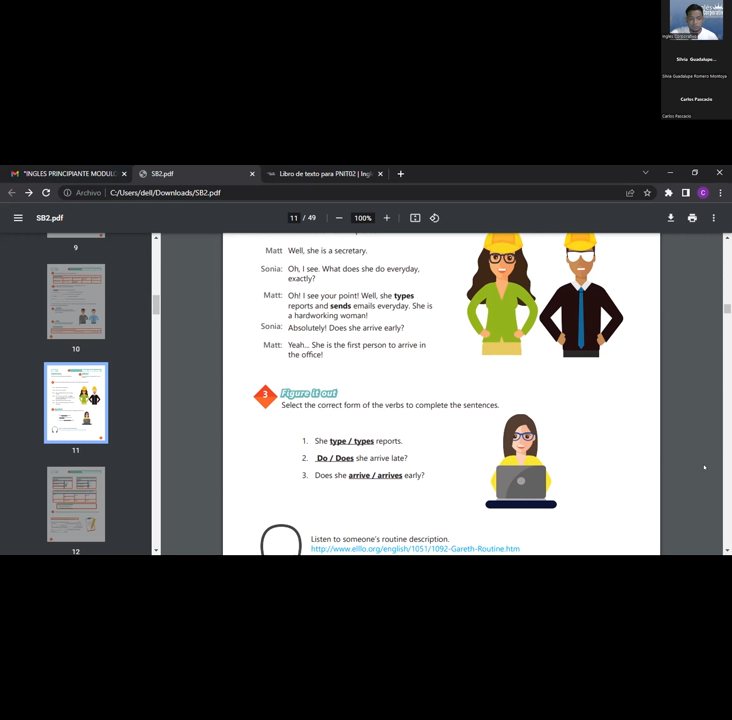 Inglés Corporativo
Silvia Guadalupe...
Silvia Guadalupe Romero Montoya
Carlos Pascacio
Carlos Pascacio
"INGLES PRINCIPIANTE MODUL
SB2.pdf
Libro de texto para PNIT02 | Ingl
Archivo
C:/Users/dell/Downloads/SB2.pdf
C
SB2.pdf
11 / 49
100%
9
10
11
12
Matt Well, she is a secretary.
Sonia: Oh, I see. What does she do everyday,
exactly?
Matt: Oh! I see your point! Well, she types
reports and sends emails everyday. She is
a hardworking woman!
Sonia: Absolutely! Does she arrive early?
Matt: Yeah... She is the first person to arrive in
the office!
3 Figure it out
Select the correct form of the verbs to complete the sentences.
1. She type / types reports.
2. Do / Does she arrive late?
3. Does she arrive / arrives early?
Listen to someone's routine description.
http://www.elllo.org/english/1051/1092-Gareth-Routine.htm